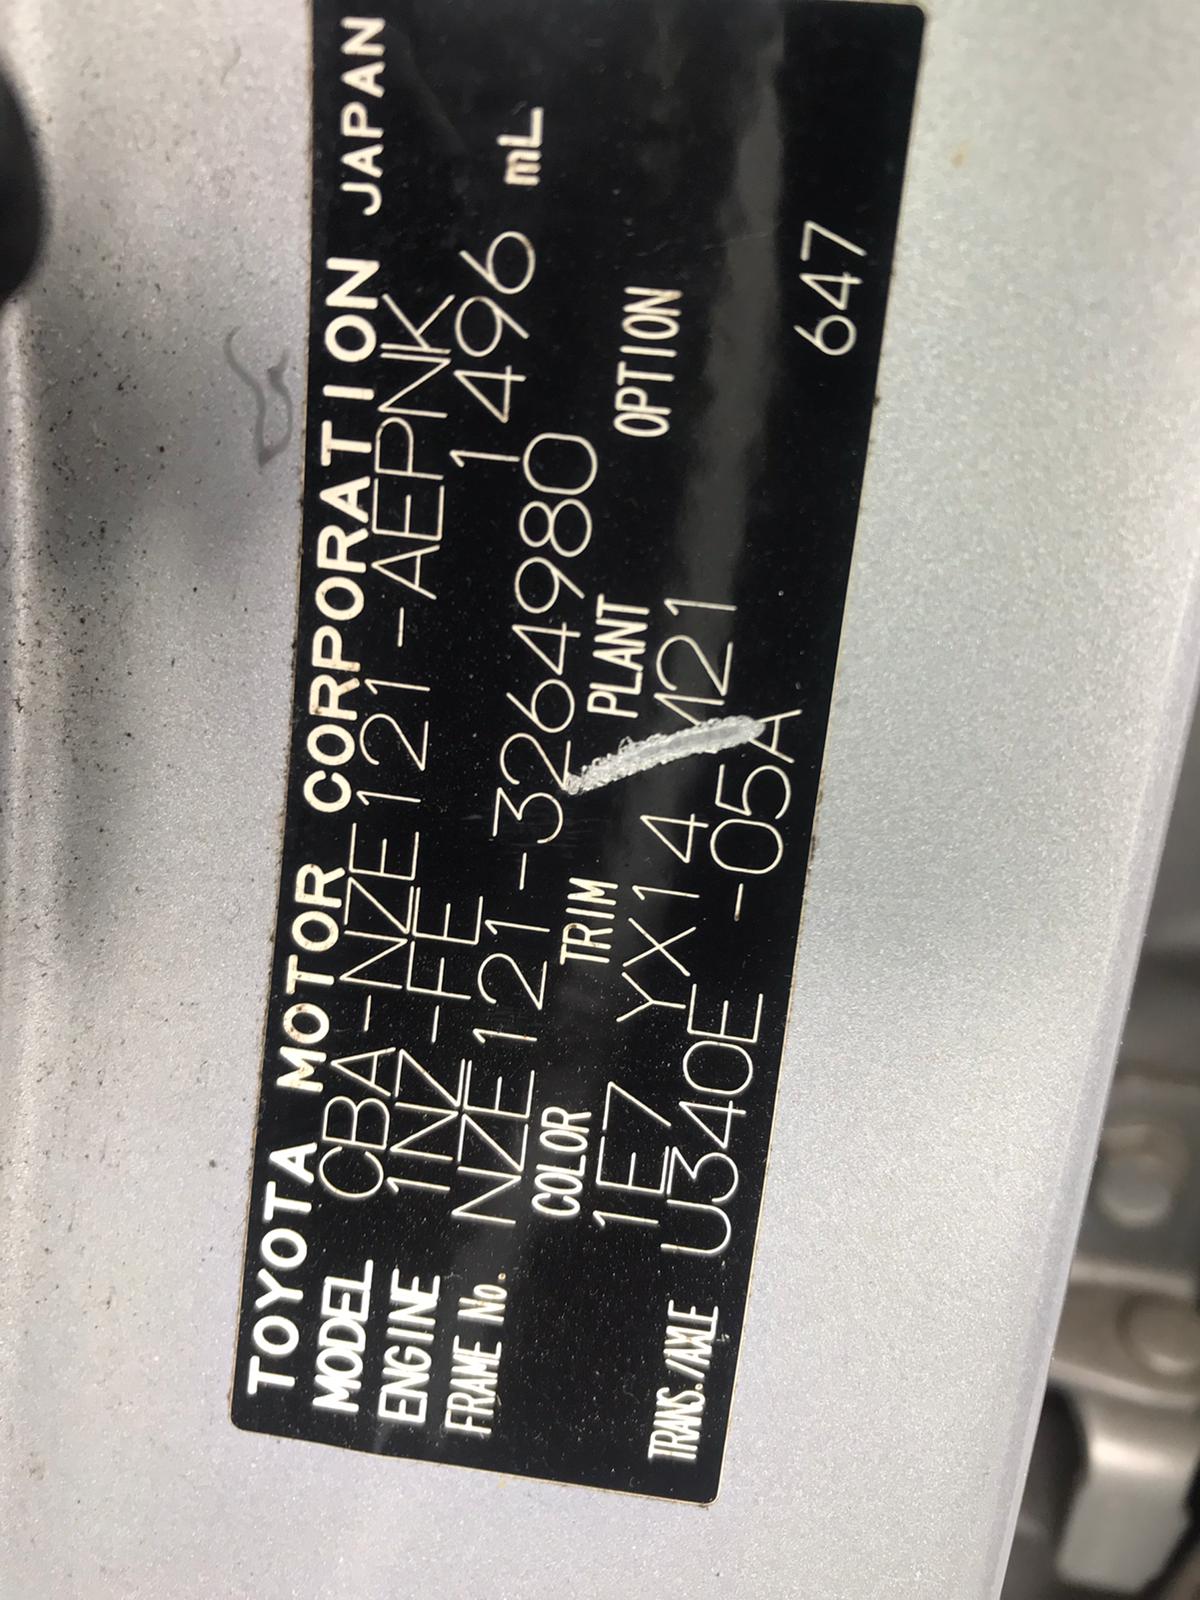 TOYOTA MOTOR CORPORATION JAPAN
MODEL CBA-NZE121-AEPNK
ENGINE 1NZ-FE 1496 mL
FRAME No. NZE121-3264980
COLOR TRIM PLANT OPTION
1E7 YX14
TRANS./AXLE U340E-05A 647